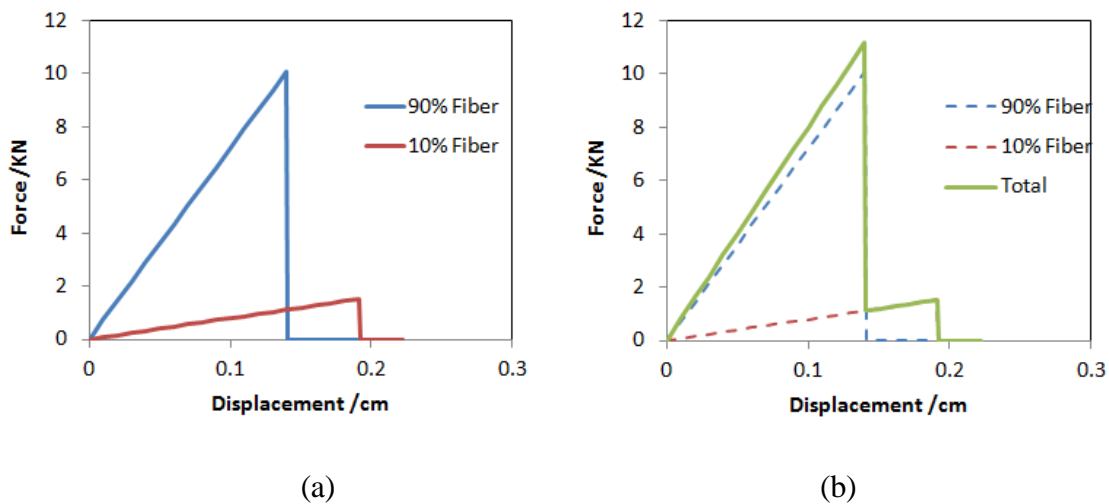 12
10
8
6
4
2
0
Force /KN
90% Fiber
10% Fiber
0
0.1
0.2
0.3
Displacement /cm
(a)
12
10
8
6
4
2
0
Force /KN
90% Fiber
10% Fiber
Total
0
0.1
0.2
0.3
Displacement /cm
(b)